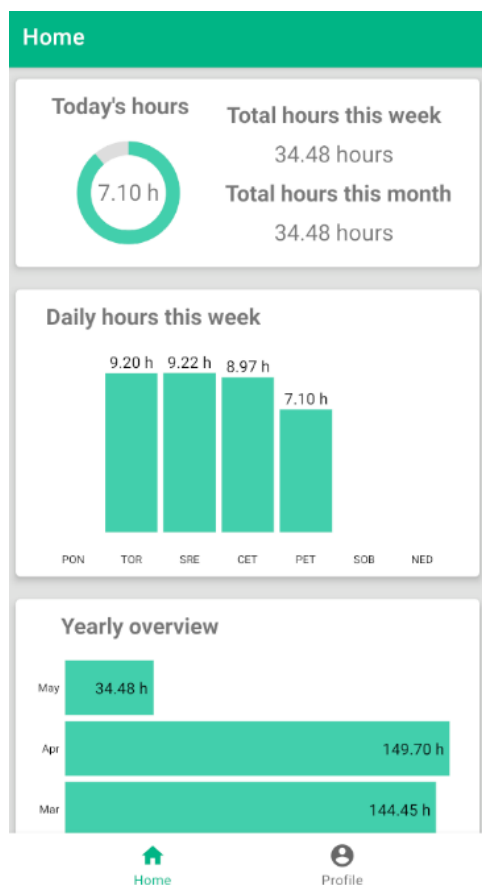 Home
Today's hours
7.10 h
Total hours this week
34.48 hours
Total hours this month
34.48 hours
Daily hours this week
9.20 h 9.22 h 8.97 h 7.10 h
PON TOR SRE CET PET SOB NED
Yearly overview
May 34.48 h
Apr 149.70 h
Mar 144.45 h
Home Profile